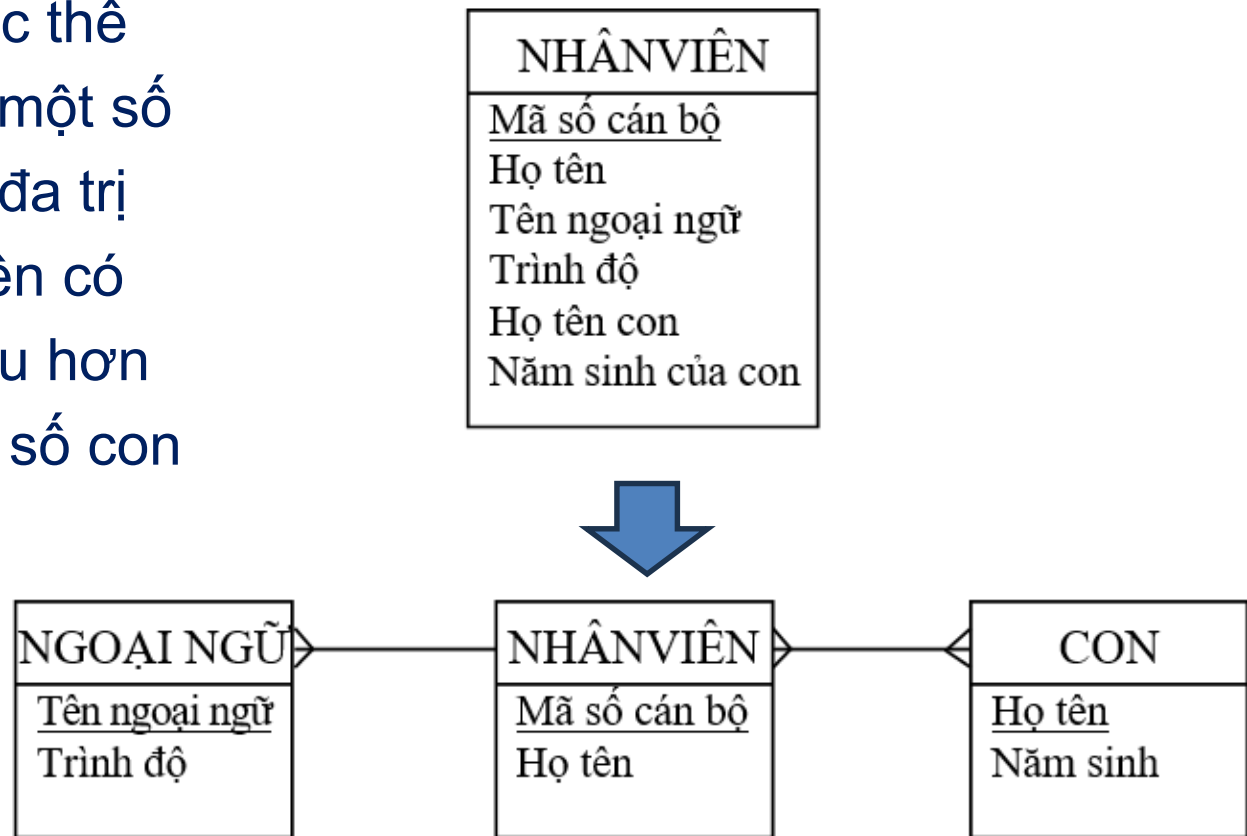 c thể
một số
đa trị
ên có
u hơn
số con
NHÂNVIÊN
Mã số cán bộ
Họ tên
Tên ngoại ngữ
Trình độ
Họ tên con
Năm sinh của con
NGOẠI NGŨ
Tên ngoại ngữ
Trình độ
NHÂNVIÊN
Mã số cán bộ
Họ tên
CON
Họ tên
Năm sinh